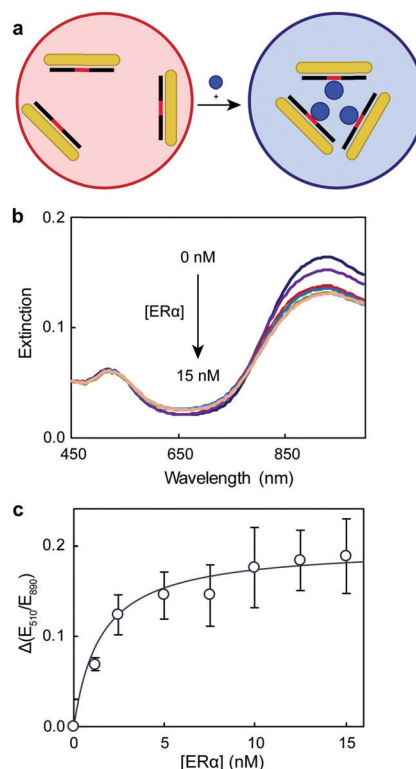 a
+
b
0.2
0 nM
[ERα]
15 nM
Extinction
0.1
0.0
450
650
850
Wavelength (nm)
c
0.2
Δ(E510/E890)
0.1
0.0
0
5
10
15
[ERα] (nM)